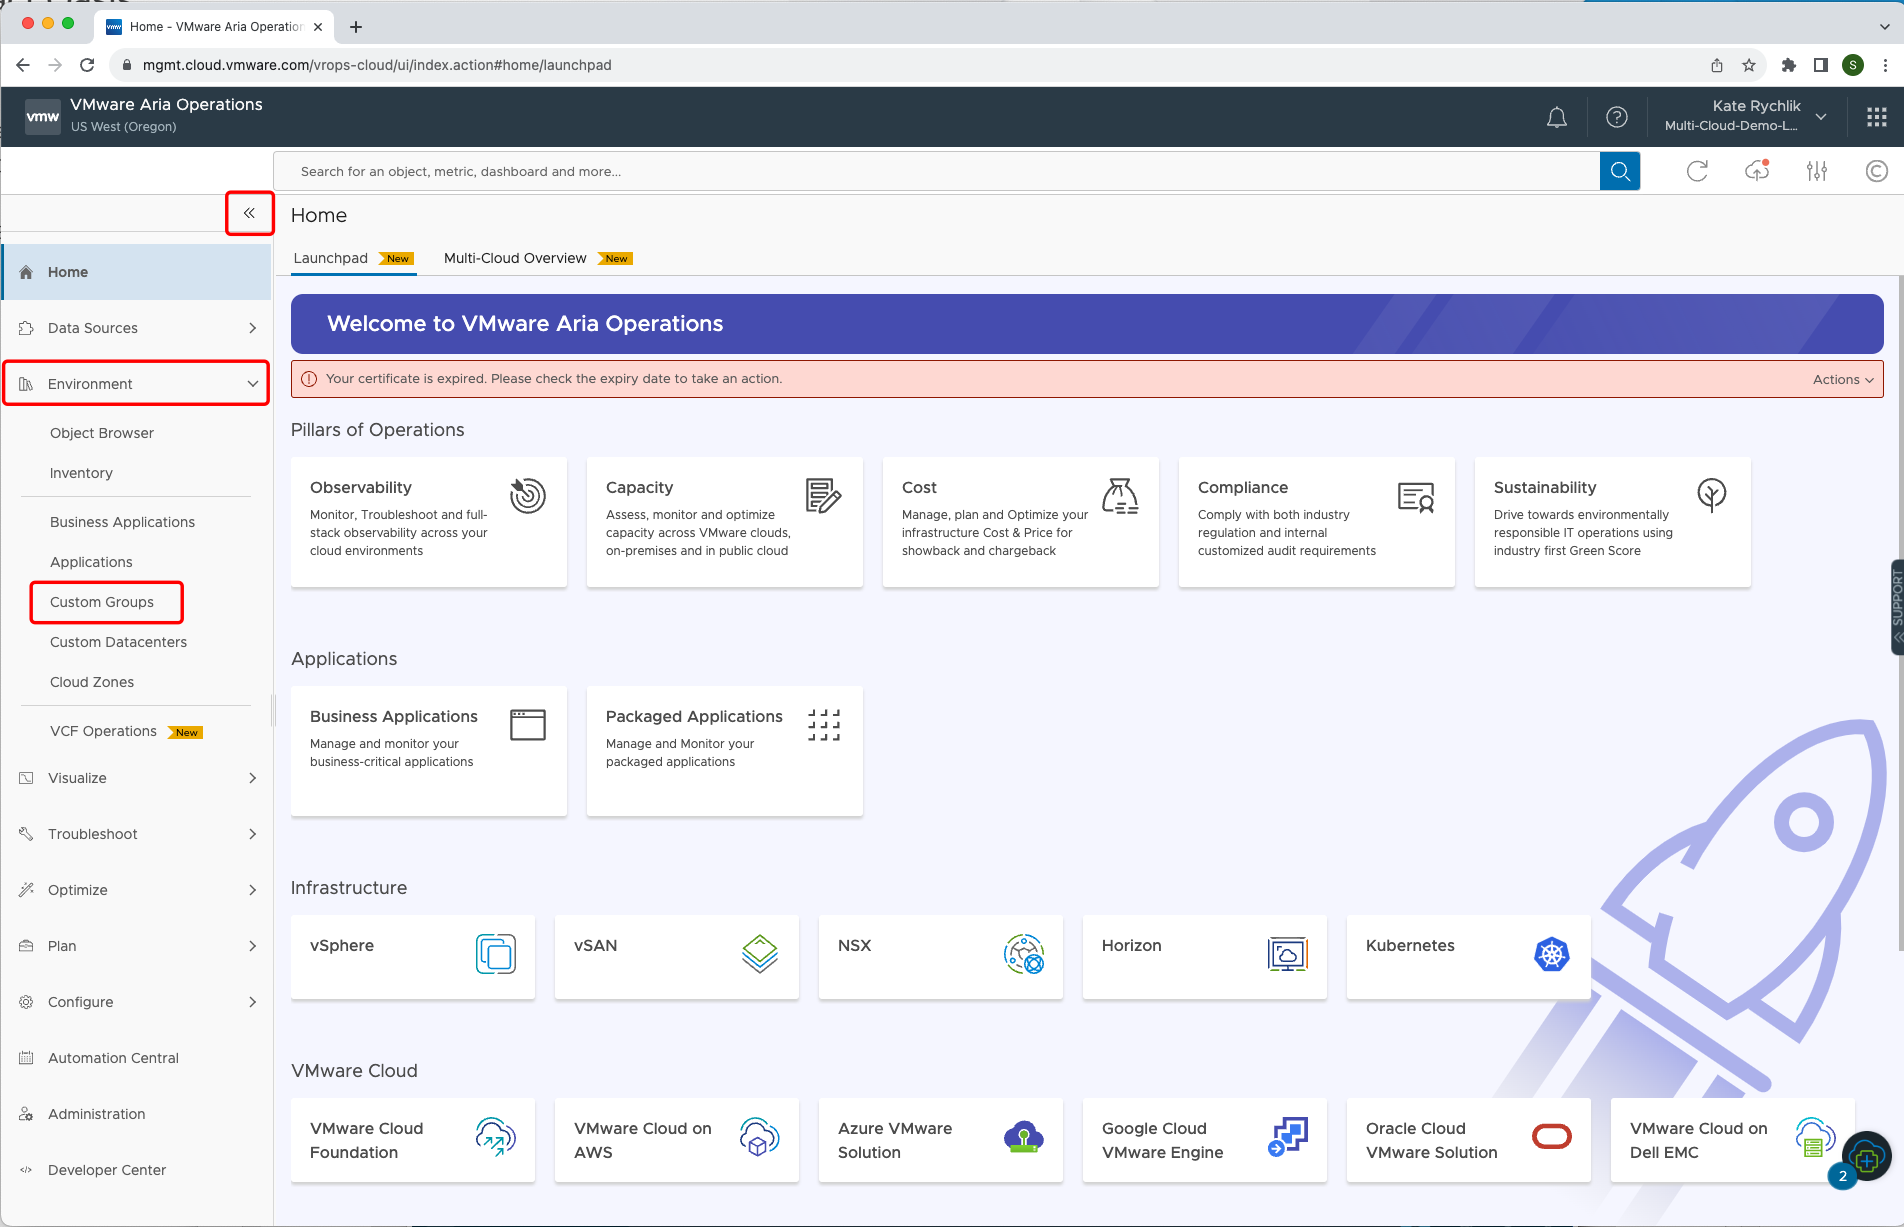 Home - VMware Aria Operation
mgmt.cloud.vmware.com/vrops-cloud/ui/index.action#home/launchpad
S
vmw
VMware Aria Operations
US West (Oregon)
Kate Rychlik
Multi-Cloud-Demo-L...
Search for an object, metric, dashboard and more...
Home
Data Sources
Environment
Object Browser
Inventory
Business Applications
Applications
Custom Groups
Custom Datacenters
Cloud Zones
VCF Operations New
Visualize
Troubleshoot
Optimize
Plan
Configure
Automation Central
Administration
Developer Center
Home
Launchpad New Multi-Cloud Overview New
Welcome to VMware Aria Operations
Your certificate is expired. Please check the expiry date to take an action.
Actions
Pillars of Operations
Observability
Monitor, Troubleshoot and full-
stack observability across your
cloud environments
Capacity
Assess, monitor and optimize
capacity across VMware clouds,
on-premises and in public cloud
Cost
Manage, plan and Optimize your
infrastructure Cost & Price for
showback and chargeback
Compliance
Comply with both industry
regulation and internal
customized audit requirements
Sustainability
Drive towards environmentally
responsible IT operations using
industry first Green Score
SUPPORT
Applications
Business Applications
Manage and monitor your
business-critical applications
Packaged Applications
Manage and Monitor your
packaged applications
Infrastructure
vSphere
vSAN
NSX
Horizon
Kubernetes
VMware Cloud
VMware Cloud
Foundation
VMware Cloud on
AWS
Azure VMware
Solution
Google Cloud
VMware Engine
Oracle Cloud
VMware Solution
VMware Cloud on
Dell EMC
2